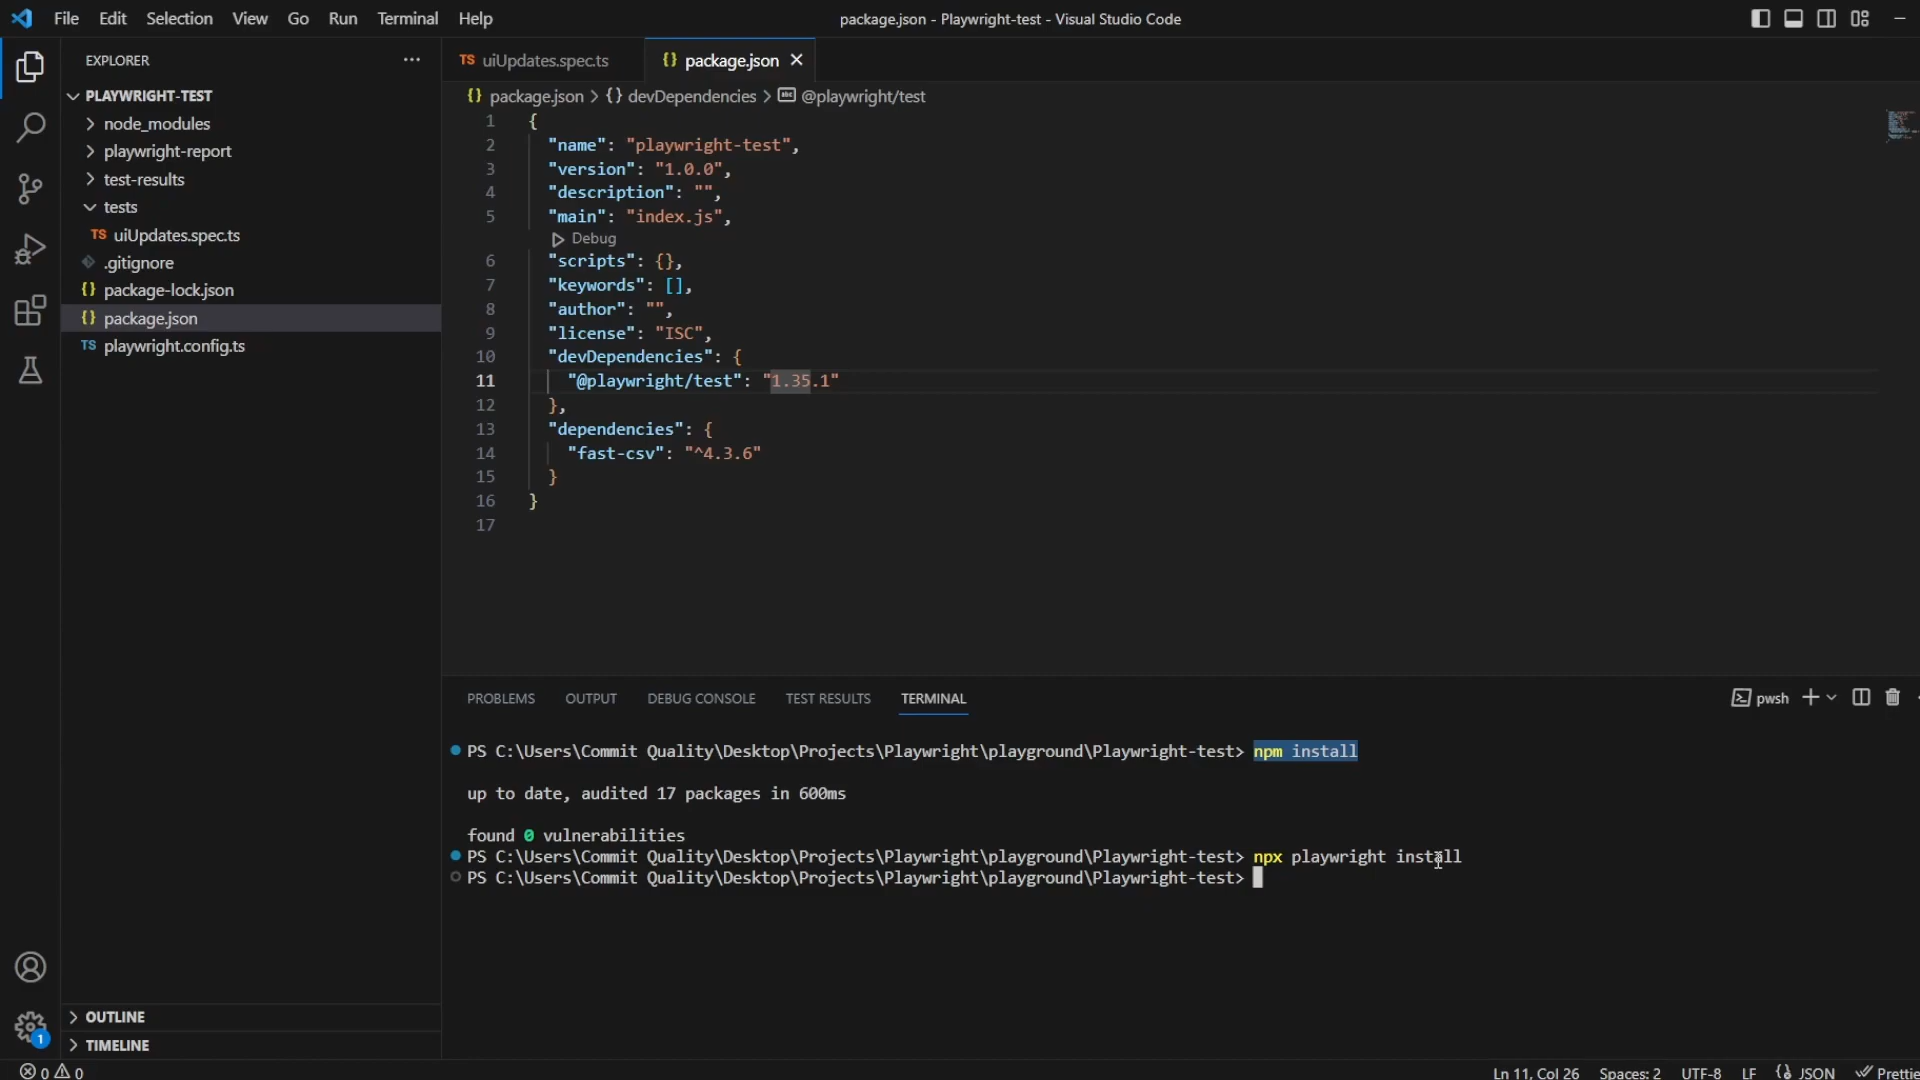 File Edit Selection View Go Run Terminal Help
package.json - Playwright-test - Visual Studio Code
EXPLORER
PLAYWRIGHT-TEST
node_modules
playwright-report
test-results
tests
TS uiUpdates.spec.ts
.gitignore
{} package-lock.json
{} package.json
TS playwright.config.ts
OUTLINE
TIMELINE
1
TS uiUpdates.spec.ts
{} package.json
{} package.json > {} devDependencies > abc @playwright/test
1 {
2 "name": "playwright-test",
3 "version": "1.0.0",
4 "description": "",
5 "main": "index.js",
Debug
6 "scripts": {},
7 "keywords": [],
8 "author": "",
9 "license": "ISC",
10 "devDependencies": {
11 "@playwright/test": "1.35.1"
12 },
13 "dependencies": {
14 "fast-csv": "^4.3.6"
15 }
16 }
17
PROBLEMS OUTPUT DEBUG CONSOLE TEST RESULTS TERMINAL
pwsh
PS C:\Users\Commit Quality\Desktop\Projects\Playwright\playground\Playwright-test> npm install
up to date, audited 17 packages in 600ms
found 0 vulnerabilities
PS C:\Users\Commit Quality\Desktop\Projects\Playwright\playground\Playwright-test> npx playwright install
PS C:\Users\Commit Quality\Desktop\Projects\Playwright\playground\Playwright-test>
0 0
Ln 11, Col 26 Spaces: 2 UTF-8 LF {} JSON Prettie